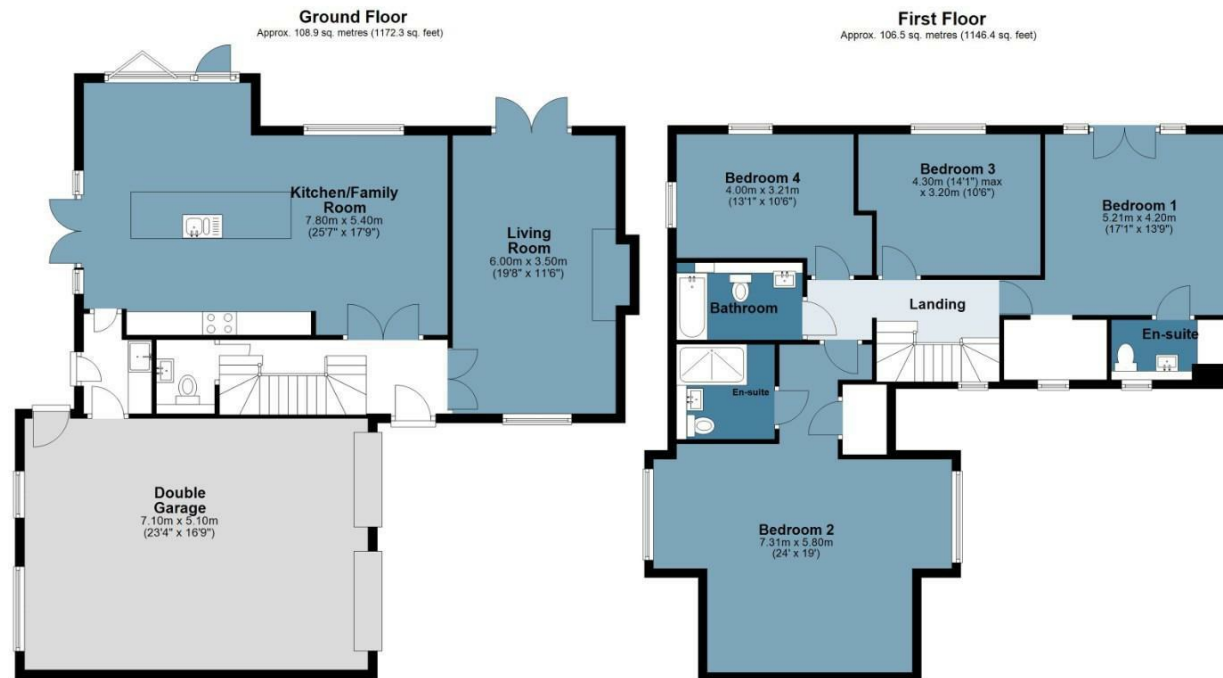 Ground Floor
Approx. 108.9 sq. metres (1172.3 sq. feet)
Kitchen/Family
Room
7.80m x 5.40m
(25'7" x 17'9")
Living
Room
6.00m x 3.50m
(19'8" x 11'6")
Double
Garage
7.10m x 5.10m
(23'4" x 16'9")
First Floor
Approx. 106.5 sq. metres (1146.4 sq. feet)
Bedroom 4
4.00m x 3.21m
(13'1" x 10'6")
Bedroom 3
4.30m (14'1") max
x 3.20m (10'6")
Bedroom 1
5.21m x 4.20m
(17'1" x 13'9")
Bathroom
Landing
En-suite
En-suite
Bedroom 2
7.31m x 5.80m
(24' x 19')